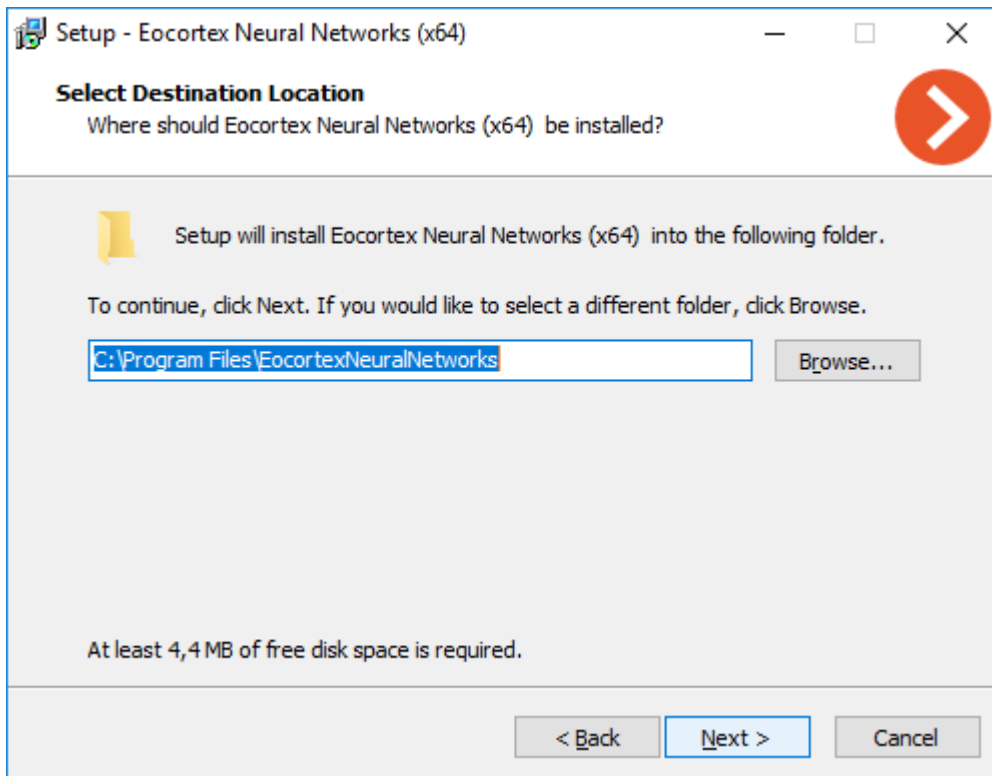 Setup - Eocortex Neural Networks (x64)
Select Destination Location
Where should Eocortex Neural Networks (x64)  be installed?
Setup will install Eocortex Neural Networks (x64)  into the following folder.
To continue, click Next. If you would like to select a different folder, click Browse.
C:\Program Files\EocortexNeuralNetworks
Browse...
At least 4,4 MB of free disk space is required.
< Back
Next >
Cancel